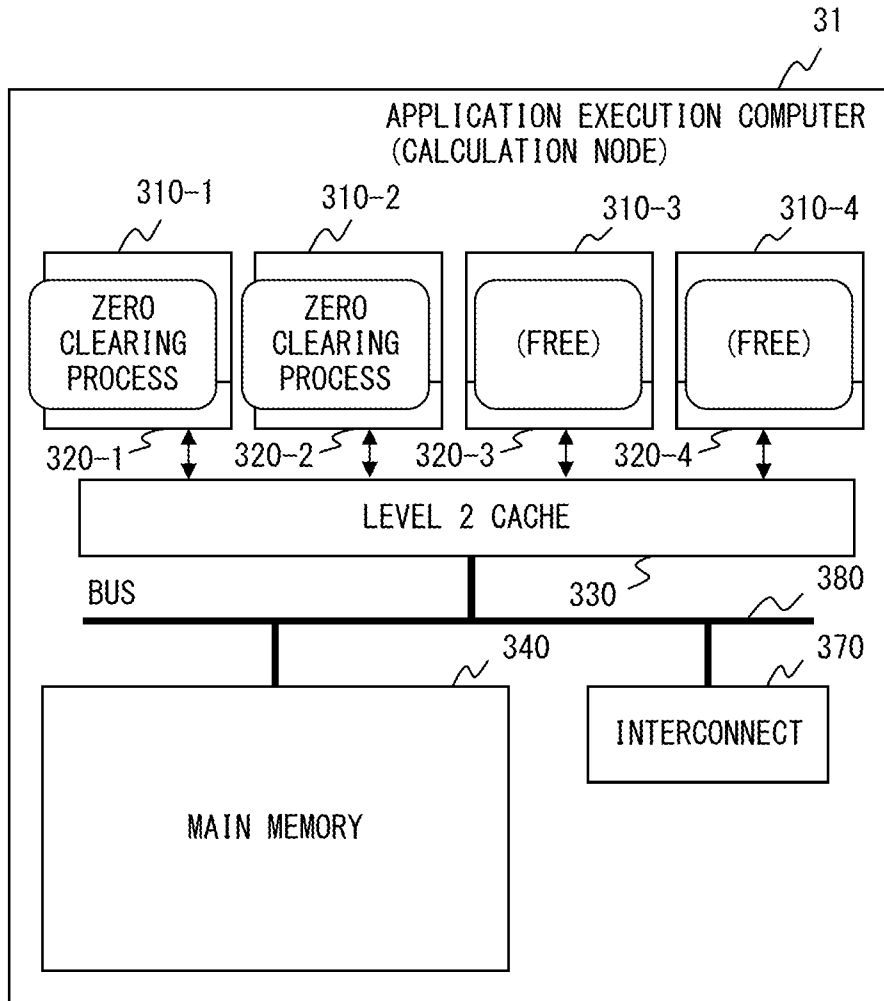 31
APPLICATION EXECUTION COMPUTER
(CALCULATION NODE)
310-1
310-2
310-3
310-4
ZERO
CLEARING
PROCESS
ZERO
CLEARING
PROCESS
(FREE)
(FREE)
320-1
320-2
320-3
320-4
LEVEL 2 CACHE
330
BUS
380
340
370
INTERCONNECT
MAIN MEMORY